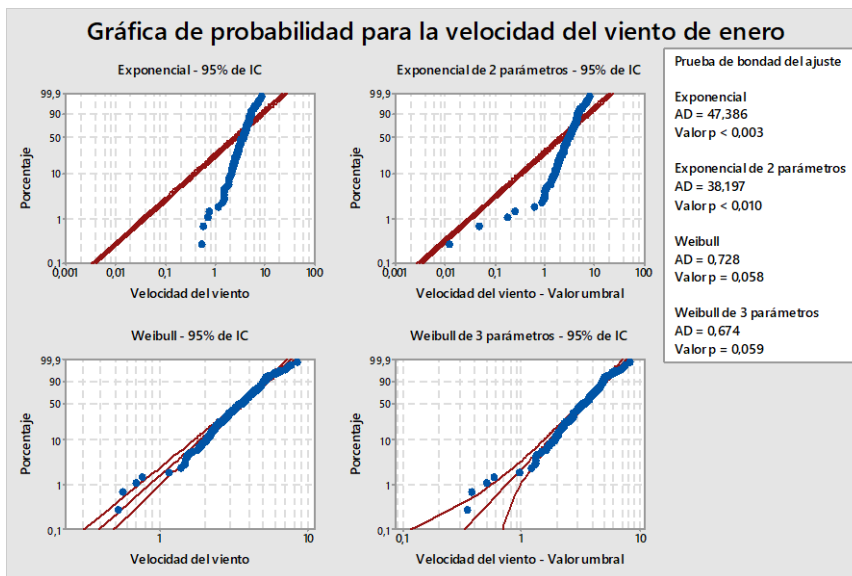 Gráfica de probabilidad para la velocidad del viento de enero
Exponencial - 95% de IC
99,9
90
50
10
1
0,1
Porcentaje
0,001
0,01
0,1
1
10
100
Velocidad del viento
Exponencial de 2 parámetros - 95% de IC
99,9
90
50
10
1
0,1
Porcentaje
0,001
0,01
0,1
1
10
100
Velocidad del viento - Valor umbral
Weibull - 95% de IC
99,9
90
50
10
1
0,1
Porcentaje
1
10
Velocidad del viento
Weibull de 3 parámetros - 95% de IC
99,9
90
50
10
1
0,1
Porcentaje
0,1
1
10
Velocidad del viento - Valor umbral
Prueba de bondad del ajuste
Exponencial
AD = 47,386
Valor p < 0,003
Exponencial de 2 parámetros
AD = 38,197
Valor p < 0,010
Weibull
AD = 0,728
Valor p = 0,058
Weibull de 3 parámetros
AD = 0,674
Valor p = 0,059